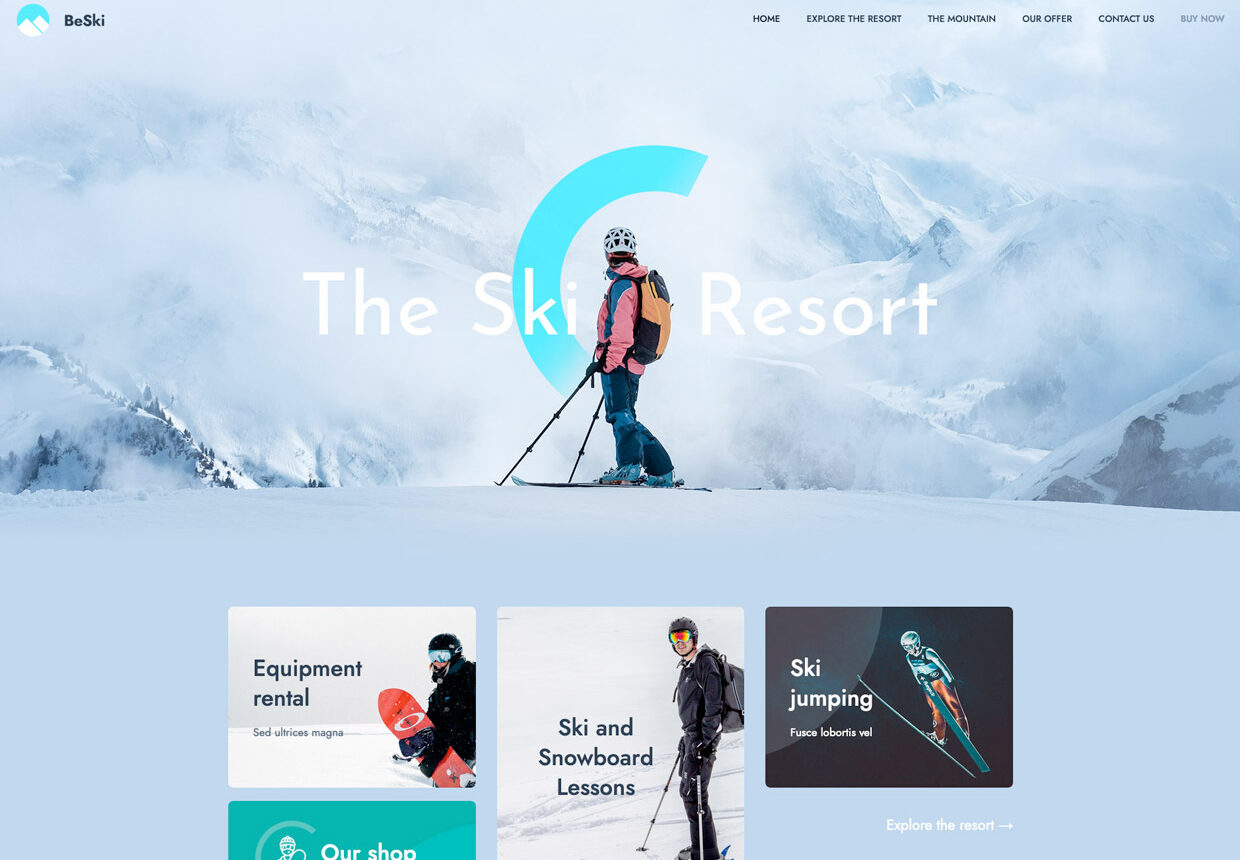 BeSki
HOME EXPLORE THE RESORT THE MOUNTAIN OUR OFFER CONTACT US BUY NOW
The Ski Resort
Equipment
rental
Sed ultrices magna
Ski and
Snowboard
Lessons
Ski
jumping
Fusce lobortis vel
Our shop
Explore the resort →